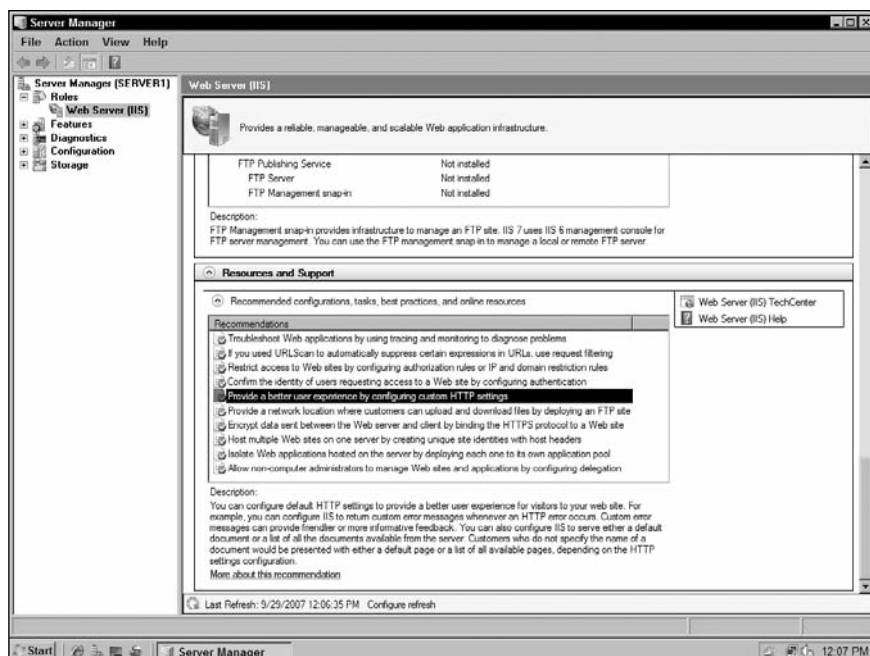 Server Manager
File Action View Help
Server Manager (SERVER1)
Roles
Web Server (IIS)
Features
Diagnostics
Configuration
Storage
Web Server (IIS)
Provides a reliable, manageable, and scalable Web application infrastructure.
FTP Publishing Service Not installed
FTP Server Not installed
FTP Management snap-in Not installed
Description:
FTP Management snap-in provides infrastructure to manage an FTP site. IIS 7 uses IIS 6 management console for
FTP server management. You can use the FTP management snap-in to manage a local or remote FTP server.
Resources and Support
Recommended configurations, tasks, best practices, and online resources
Recommendations
Troubleshoot Web applications by using tracing and monitoring to diagnose problems
If you used URLScan to automatically suppress certain expressions in URLs, use request filtering
Restrict access to Web sites by configuring authorization rules or IP and domain restriction rules
Confirm the identity of users requesting access to a Web site by configuring authentication
Provide a better user experience by configuring custom HTTP settings
Provide a network location where customers can upload and download files by deploying an FTP site
Encrypt data sent between the Web server and client by binding the HTTPS protocol to a Web site
Host multiple Web sites on one server by creating unique site identities with host headers
Isolate Web applications hosted on the server by deploying each one to its own application pool
Allow non-computer administrators to manage Web sites and applications by configuring delegation
Web Server (IIS) TechCenter
Web Server (IIS) Help
Description:
You can configure default HTTP settings to provide a better user experience for visitors to your web site. For
example, you can configure IIS to return custom error messages whenever an HTTP error occurs. Custom error
messages can provide friendlier or more informative feedback. You can also configure IIS to serve either a default
document or a list of all the documents available from the server. Customers who do not specify the name of a
document would be presented with either a default page or a list of all available pages, depending on the HTTP
settings configuration.
More about this recommendation
Last Refresh: 9/29/2007 12:06:35 PM Configure refresh
Start Server Manager 12:07 PM